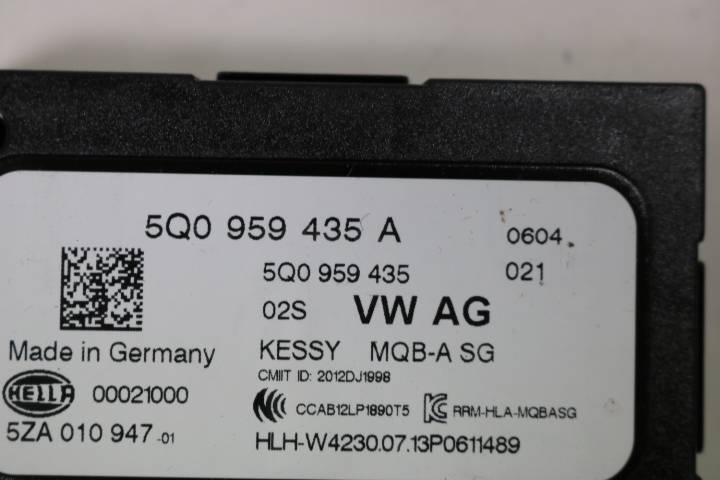 5Q0 959 435 A 0604
5Q0 959 435 021
02S VW AG
Made in Germany KESSY MQB-A SG
CMIIT ID: 2012DJ1998
HELLA 00021000 CCAB12LP1890T5 RRM-HLA-MQBASG
5ZA 010 947-01 HLH-W4230.07.13P0611489